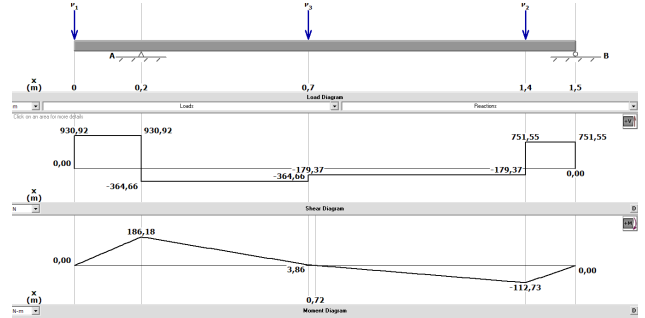 P1 P3 P2
A B
x
(m) 0 0,2 0,7 1,4 1,5
Load Diagram
m Loads Reactions
Click on an area for more details
930,92 930,92 751,55 751,55
0,00 -179,37 -179,37 0,00
-364,66 -364,66
x
(m)
N Shear Diagram D
186,18
0,00 3,86 0,00
-112,73
x
(m) 0,72
N-m Moment Diagram D